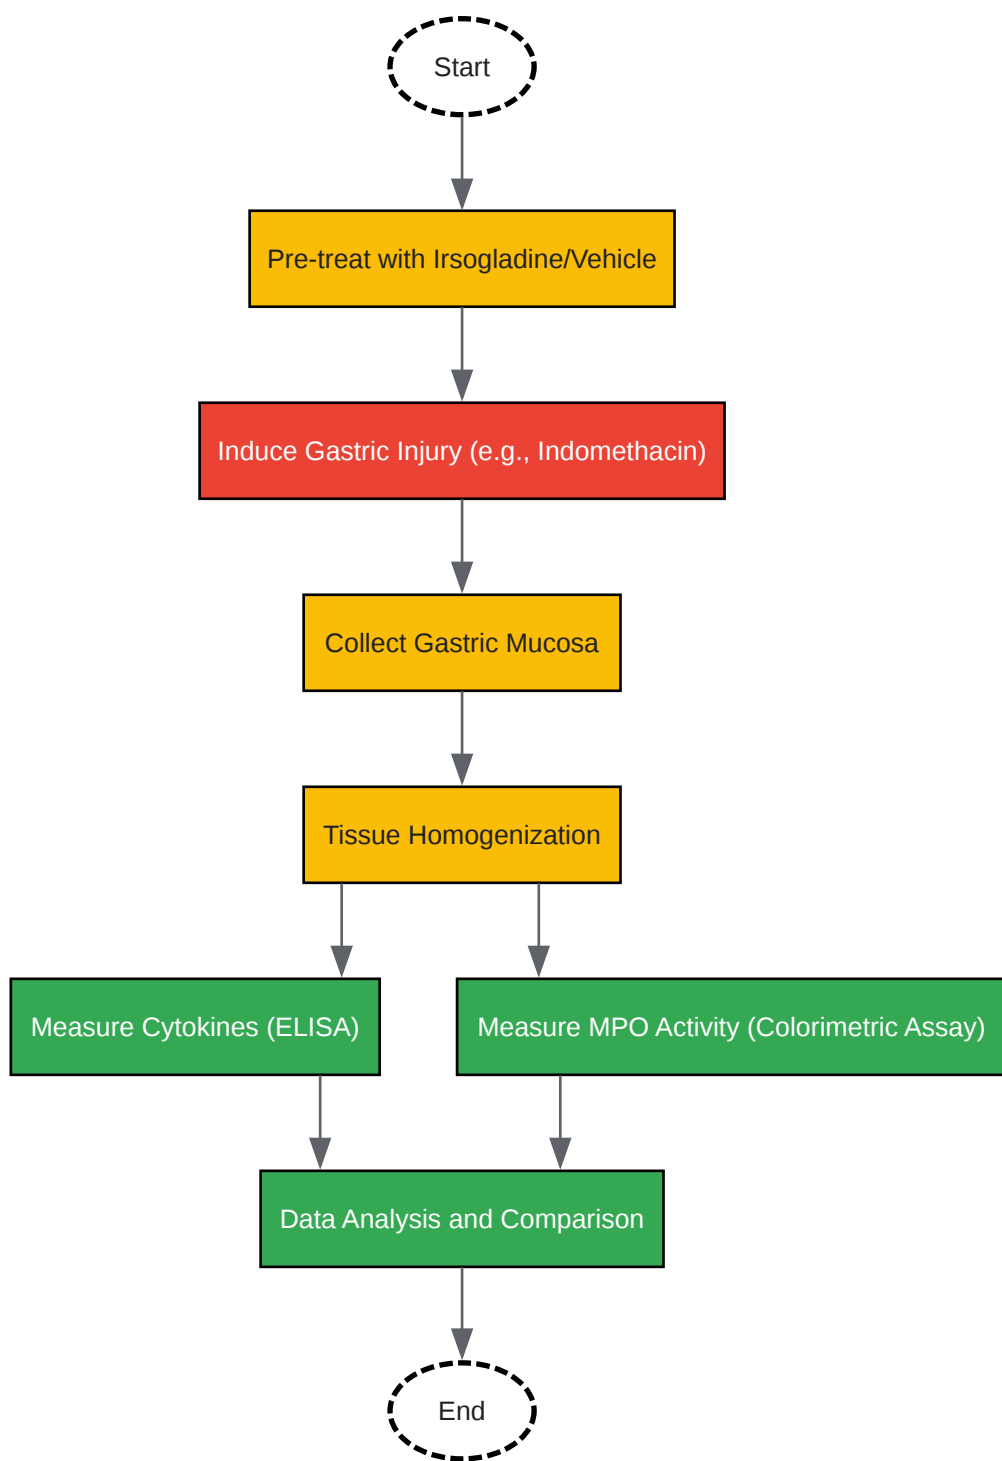 Start
Pre-treat with Irsogladine/Vehicle
Induce Gastric Injury (e.g., Indomethacin)
Collect Gastric Mucosa
Tissue Homogenization
Measure Cytokines (ELISA)
Measure MPO Activity (Colorimetric Assay)
Data Analysis and Comparison
End